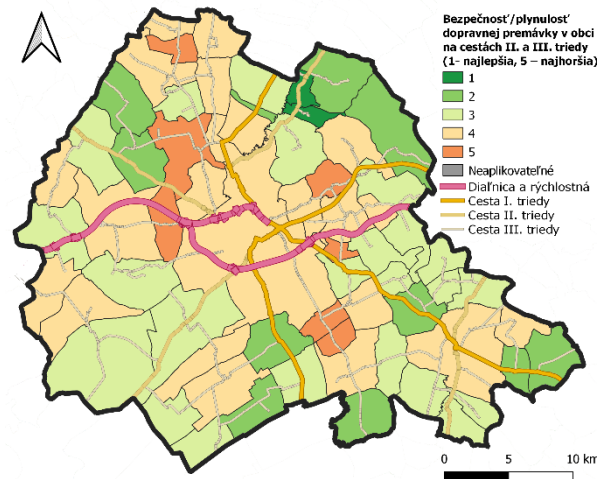 Bezpečnosť/plynulosť
dopravnej premávky v obci
na cestách II. a III. triedy
(1- najlepšia, 5 – najhoršia)
1
2
3
4
5
Neaplikovateľné
Diaľnica a rýchlostná
Cesta I. triedy
Cesta II. triedy
Cesta III. triedy
0 5 10 km